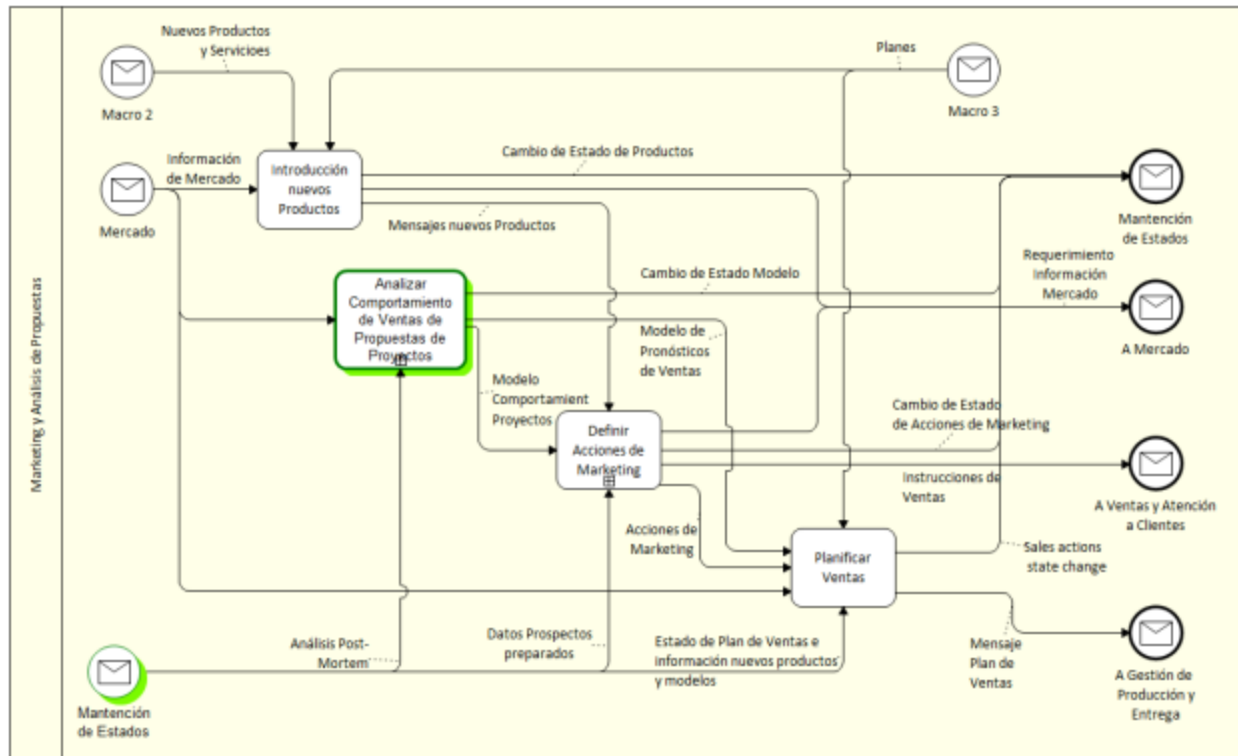 Marketing y Análisis de Propuestas
Nuevos Productos
y Servicioes
Macro 2
Planes
Macro 3
Información
de Mercado
Mercado
Introducción
nuevos
Productos
Cambio de Estado de Productos
Mensajes nuevos Productos
Mantención
de Estados
Requerimiento
Información
Mercado
A Mercado
Analizar
Comportamiento
de Ventas de
Propuestas de
Proyectos
Cambio de Estado Modelo
Modelo de
Pronósticos
de Ventas
Modelo
Comportamient
Proyectos
Definir
Acciones de
Marketing
Cambio de Estado
de Acciones de Marketing
Instrucciones de
Ventas
A Ventas y Atención
a Clientes
Acciones de
Marketing
Planificar
Ventas
Sales actions
state change
Análisis Post-
Mortem
Datos Prospectos
preparados
Estado de Plan de Ventas e
información nuevos productos
y modelos
Mensaje
Plan de
Ventas
A Gestión de
Producción y
Entrega
Mantención
de Estados